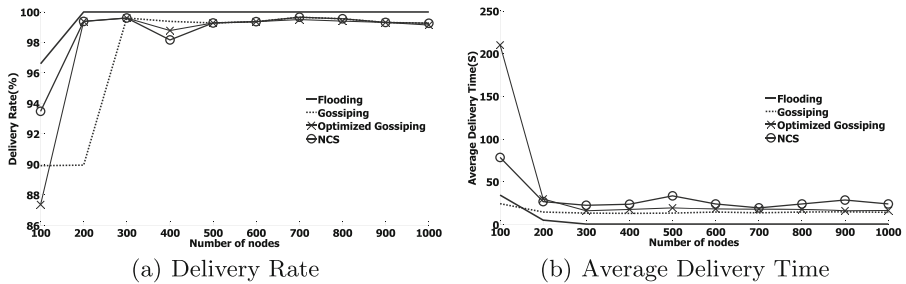 100
98
96
94
92
90
88
86
Delivery Rate(%)
Flooding
Gossiping
Optimized Gossiping
NCS
100 200 300 400 500 600 700 800 900 1000
Number of nodes
(a) Delivery Rate
250
200
150
100
50
0
Average Delivery Time(S)
Flooding
Gossiping
Optimized Gossiping
NCS
100 200 300 400 500 600 700 800 900 1000
Number of nodes
(b) Average Delivery Time